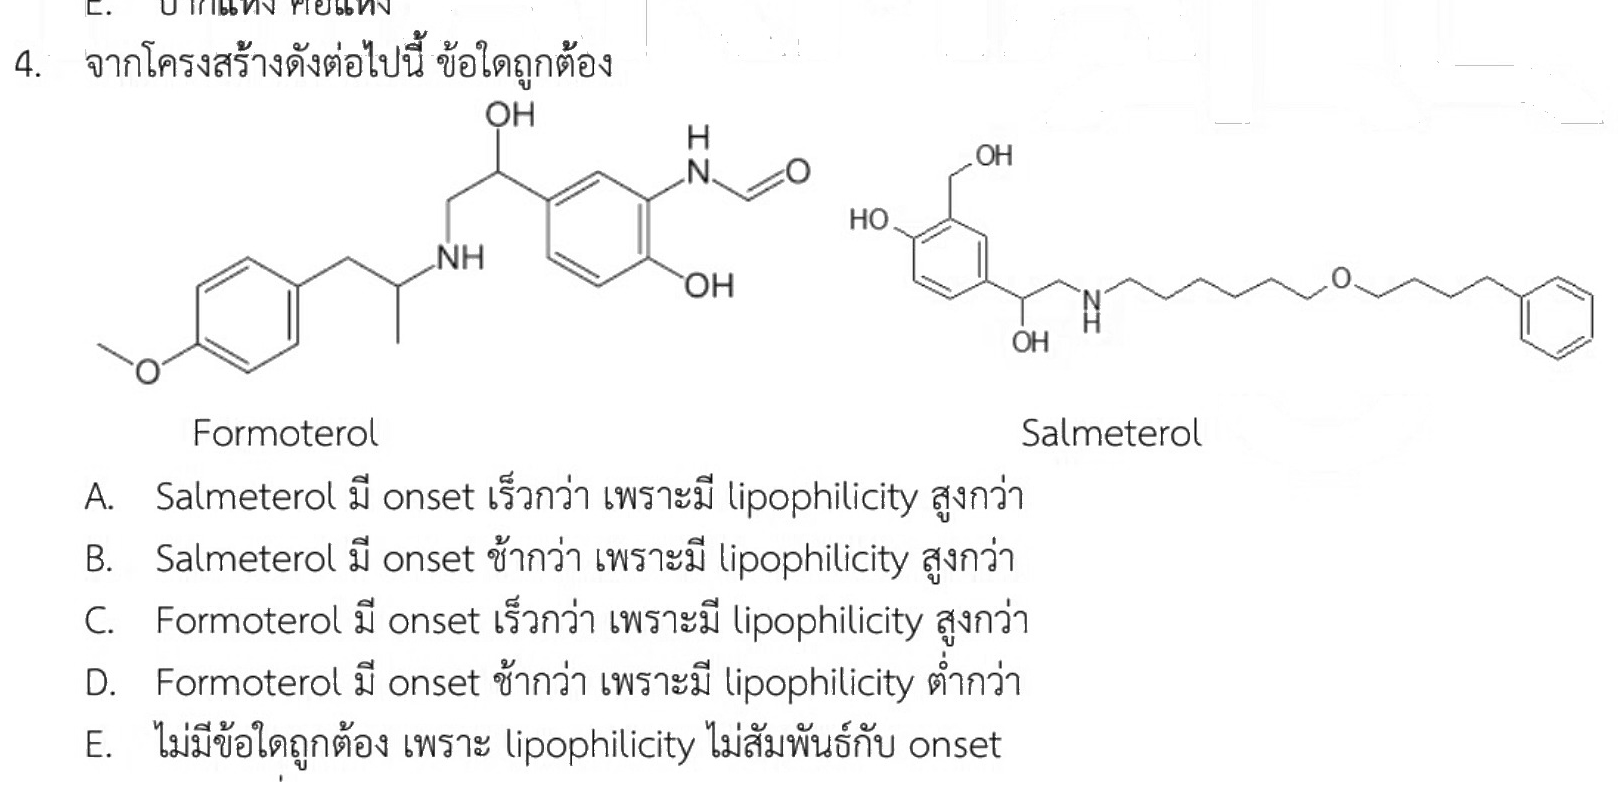 E.
4. จากโครงสร้างดังต่อไปนี้ ข้อใดถูกต้อง
OH
H
N
O
NH
OH
O
OH
HO
N
H
OH
O
Formoterol
Salmeterol
A. Salmeterol มี onset เร็วกว่า เพราะมี lipophilicity สูงกว่า
B. Salmeterol มี onset ช้ากว่า เพราะมี lipophilicity สูงกว่า
C. Formoterol มี onset เร็วกว่า เพราะมี lipophilicity สูงกว่า
D. Formoterol มี onset ช้ากว่า เพราะมี lipophilicity ต่ำกว่า
E. ไม่มีข้อใดถูกต้อง เพราะ lipophilicity ไม่สัมพันธ์กับ onset